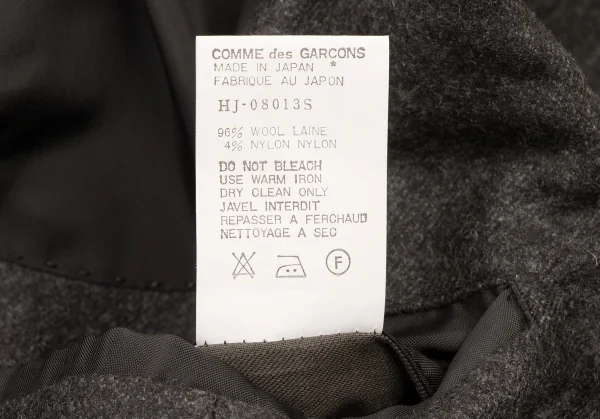 COMME des GARCONS
MADE IN JAPAN *
FABRIQUE AU JAPON
HJ-08013S
96% WOOL LAINE
4% NYLON NYLON
DO NOT BLEACH
USE WARM IRON
DRY CLEAN ONLY
JAVEL INTERDIT
REPASSER A FERCHAUD
NETTOYAGE A SEC
F